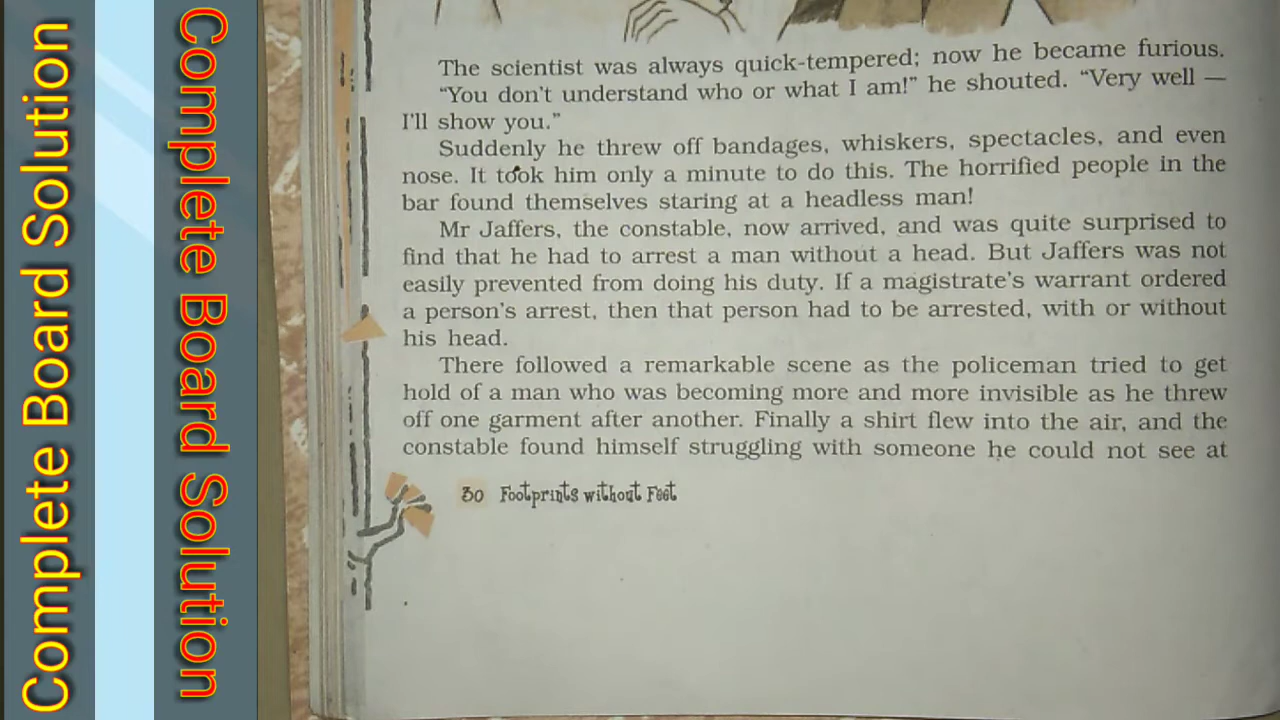 Complete Board Solution
Complete Board Solution
The scientist was always quick-tempered; now he became furious.
“You don't understand who or what I am!” he shouted. “Very well —
I'll show you.”
Suddenly he threw off bandages, whiskers, spectacles, and even
nose. It took him only a minute to do this. The horrified people in the
bar found themselves staring at a headless man!
Mr Jaffers, the constable, now arrived, and was quite surprised to
find that he had to arrest a man without a head. But Jaffers was not
easily prevented from doing his duty. If a magistrate's warrant ordered
a person's arrest, then that person had to be arrested, with or without
his head.
There followed a remarkable scene as the policeman tried to get
hold of a man who was becoming more and more invisible as he threw
off one garment after another. Finally a shirt flew into the air, and the
constable found himself struggling with someone he could not see at
30 Footprints without Feet